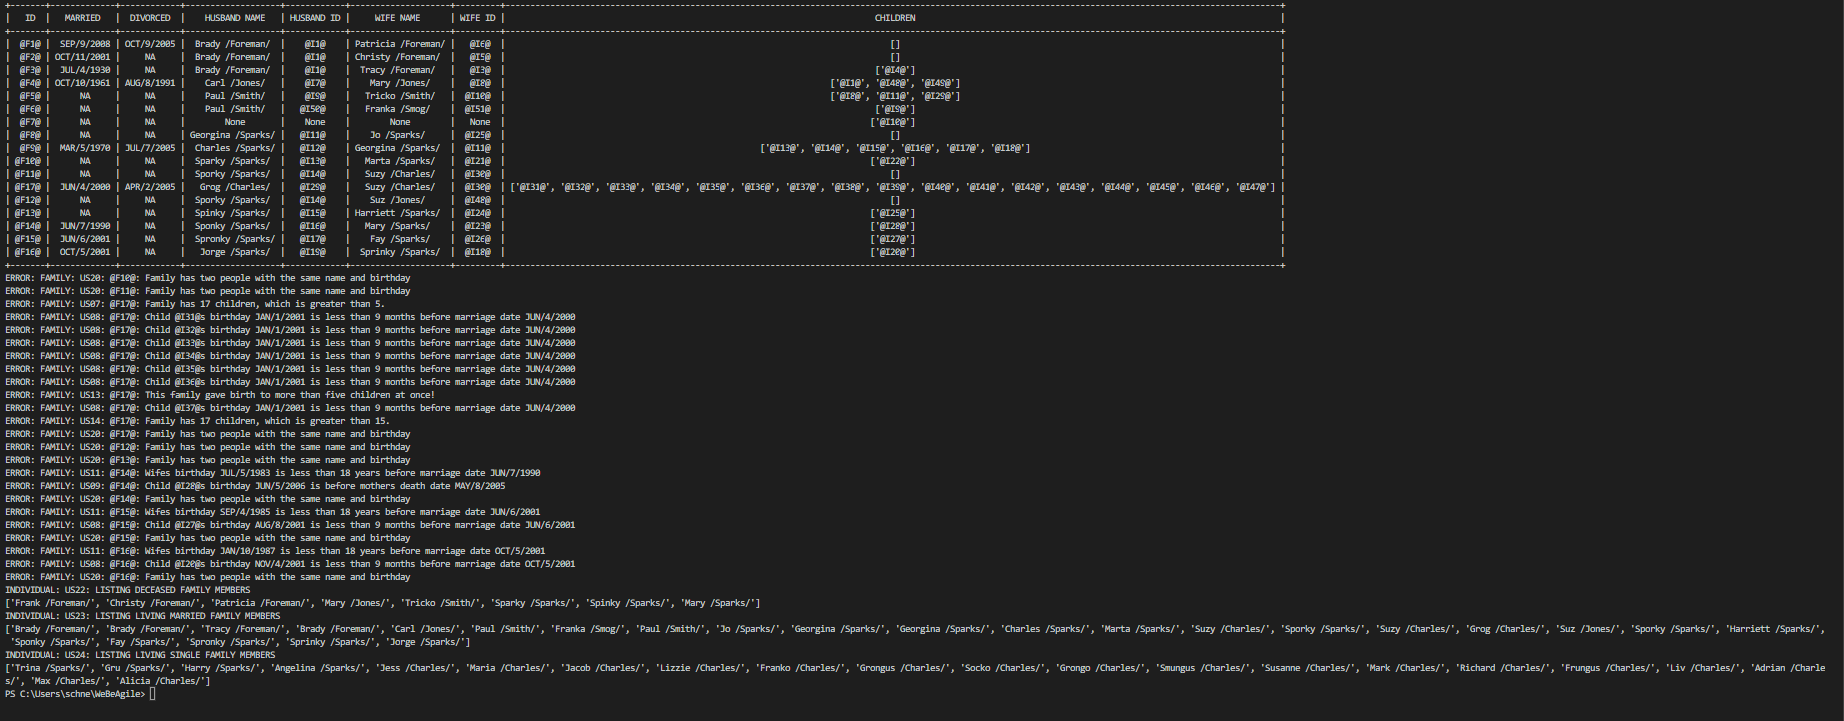 | ID | MARRIED | DIVORCED | HUSBAND NAME | HUSBAND ID | WIFE NAME | WIFE ID | CHILDREN |
| @F1@ | SEP/9/2008 | OCT/9/2005 | Brady /Foreman/ | @I1@ | Patricia /Foreman/ | @I6@ | [] |
| @F2@ | OCT/11/2001 | NA | Brady /Foreman/ | @I1@ | Christy /Foreman/ | @I5@ | [] |
| @F3@ | JUL/4/1930 | NA | Brady /Foreman/ | @I1@ | Tracy /Foreman/ | @I3@ | ['@I4@'] |
| @F4@ | OCT/10/1961 | AUG/8/1991 | Carl /Jones/ | @I7@ | Mary /Jones/ | @I8@ | ['@I1@', '@I48@', '@I49@'] |
| @F5@ | NA | NA | Paul /Smith/ | @I9@ | Tricko /Smith/ | @I10@ | ['@I8@', '@I11@', '@I29@'] |
| @F6@ | NA | NA | Paul /Smith/ | @I50@ | Franka /Smog/ | @I51@ | ['@I9@'] |
| @F7@ | NA | NA | None | None | None | None | ['@I10@'] |
| @F8@ | NA | NA | Georgina /Sparks/ | @I11@ | Jo /Sparks/ | @I25@ | [] |
| @F9@ | MAR/5/1970 | JUL/7/2005 | Charles /Sparks/ | @I12@ | Georgina /Sparks/ | @I11@ | ['@I13@', '@I14@', '@I15@', '@I16@', '@I17@', '@I18@'] |
| @F10@ | NA | NA | Sparky /Sparks/ | @I13@ | Marta /Sparks/ | @I21@ | ['@I22@'] |
| @F11@ | NA | NA | Sporky /Sparks/ | @I14@ | Suzy /Charles/ | @I30@ | [] |
| @F17@ | JUN/4/2000 | APR/2/2005 | Grog /Charles/ | @I29@ | Suzy /Charles/ | @I30@ | ['@I31@', '@I32@', '@I33@', '@I34@', '@I35@', '@I36@', '@I37@', '@I38@', '@I39@', '@I40@', '@I41@', '@I42@', '@I43@', '@I44@', '@I45@', '@I46@', '@I47@'] |
| @F12@ | NA | NA | Sporky /Sparks/ | @I14@ | Suz /Jones/ | @I48@ | [] |
| @F13@ | NA | NA | Spinky /Sparks/ | @I15@ | Harriett /Sparks/ | @I24@ | ['@I25@'] |
| @F14@ | JUN/7/1990 | NA | Sponky /Sparks/ | @I16@ | Mary /Sparks/ | @I23@ | ['@I28@'] |
| @F15@ | JUN/6/2001 | NA | Spronky /Sparks/ | @I17@ | Fay /Sparks/ | @I26@ | ['@I27@'] |
| @F16@ | OCT/5/2001 | NA | Jorge /Sparks/ | @I19@ | Sprinky /Sparks/ | @I18@ | ['@I20@'] |
ERROR: FAMILY: US20: @F10@: Family has two people with the same name and birthday
ERROR: FAMILY: US20: @F11@: Family has two people with the same name and birthday
ERROR: FAMILY: US07: @F17@: Family has 17 children, which is greater than 5.
ERROR: FAMILY: US08: @F17@: Child @I31@s birthday JAN/1/2001 is less than 9 months before marriage date JUN/4/2000
ERROR: FAMILY: US08: @F17@: Child @I32@s birthday JAN/1/2001 is less than 9 months before marriage date JUN/4/2000
ERROR: FAMILY: US08: @F17@: Child @I33@s birthday JAN/1/2001 is less than 9 months before marriage date JUN/4/2000
ERROR: FAMILY: US08: @F17@: Child @I34@s birthday JAN/1/2001 is less than 9 months before marriage date JUN/4/2000
ERROR: FAMILY: US08: @F17@: Child @I35@s birthday JAN/1/2001 is less than 9 months before marriage date JUN/4/2000
ERROR: FAMILY: US08: @F17@: Child @I36@s birthday JAN/1/2001 is less than 9 months before marriage date JUN/4/2000
ERROR: FAMILY: US13: @F17@: This family gave birth to more than five children at once!
ERROR: FAMILY: US08: @F17@: Child @I37@s birthday JAN/1/2001 is less than 9 months before marriage date JUN/4/2000
ERROR: FAMILY: US14: @F17@: Family has 17 children, which is greater than 15.
ERROR: FAMILY: US20: @F17@: Family has two people with the same name and birthday
ERROR: FAMILY: US20: @F12@: Family has two people with the same name and birthday
ERROR: FAMILY: US20: @F13@: Family has two people with the same name and birthday
ERROR: FAMILY: US11: @F14@: Wifes birthday JUL/5/1983 is less than 18 years before marriage date JUN/7/1990
ERROR: FAMILY: US09: @F14@: Child @I28@s birthday JUN/5/2006 is before mothers death date MAY/8/2005
ERROR: FAMILY: US20: @F14@: Family has two people with the same name and birthday
ERROR: FAMILY: US11: @F15@: Wifes birthday SEP/4/1985 is less than 18 years before marriage date JUN/6/2001
ERROR: FAMILY: US08: @F15@: Child @I27@s birthday AUG/8/2001 is less than 9 months before marriage date JUN/6/2001
ERROR: FAMILY: US20: @F15@: Family has two people with the same name and birthday
ERROR: FAMILY: US11: @F16@: Wifes birthday JAN/10/1987 is less than 18 years before marriage date OCT/5/2001
ERROR: FAMILY: US08: @F16@: Child @I20@s birthday NOV/4/2001 is less than 9 months before marriage date OCT/5/2001
ERROR: FAMILY: US20: @F16@: Family has two people with the same name and birthday
INDIVIDUAL: US22: LISTING DECEASED FAMILY MEMBERS
['Frank /Foreman/', 'Christy /Foreman/', 'Patricia /Foreman/', 'Mary /Jones/', 'Tricko /Smith/', 'Sparky /Sparks/', 'Spinky /Sparks/', 'Mary /Sparks/']
INDIVIDUAL: US23: LISTING LIVING MARRIED FAMILY MEMBERS
['Brady /Foreman/', 'Brady /Foreman/', 'Tracy /Foreman/', 'Brady /Foreman/', 'Carl /Jones/', 'Paul /Smith/', 'Franka /Smog/', 'Paul /Smith/', 'Jo /Sparks/', 'Georgina /Sparks/', 'Georgina /Sparks/', 'Charles /Sparks/', 'Marta /Sparks/', 'Suzy /Charles/', 'Sporky /Sparks/', 'Suzy /Charles/', 'Grog /Charles/', 'Suz /Jones/', 'Sporky /Sparks/', 'Harriett /Sparks/',
'Sponky /Sparks/', 'Fay /Sparks/', 'Spronky /Sparks/', 'Sprinky /Sparks/', 'Jorge /Sparks/']
INDIVIDUAL: US24: LISTING LIVING SINGLE FAMILY MEMBERS
['Trina /Sparks/', 'Gru /Sparks/', 'Harry /Sparks/', 'Angelina /Sparks/', 'Jess /Charles/', 'Maria /Charles/', 'Jacob /Charles/', 'Lizzie /Charles/', 'Franko /Charles/', 'Grongus /Charles/', 'Socko /Charles/', 'Grongo /Charles/', 'Smungus /Charles/', 'Susanne /Charles/', 'Mark /Charles/', 'Richard /Charles/', 'Frungus /Charles/', 'Liv /Charles/', 'Adrian /Charle
s/', 'Max /Charles/', 'Alicia /Charles/']
PS C:\Users\schne\WeBeAgile>